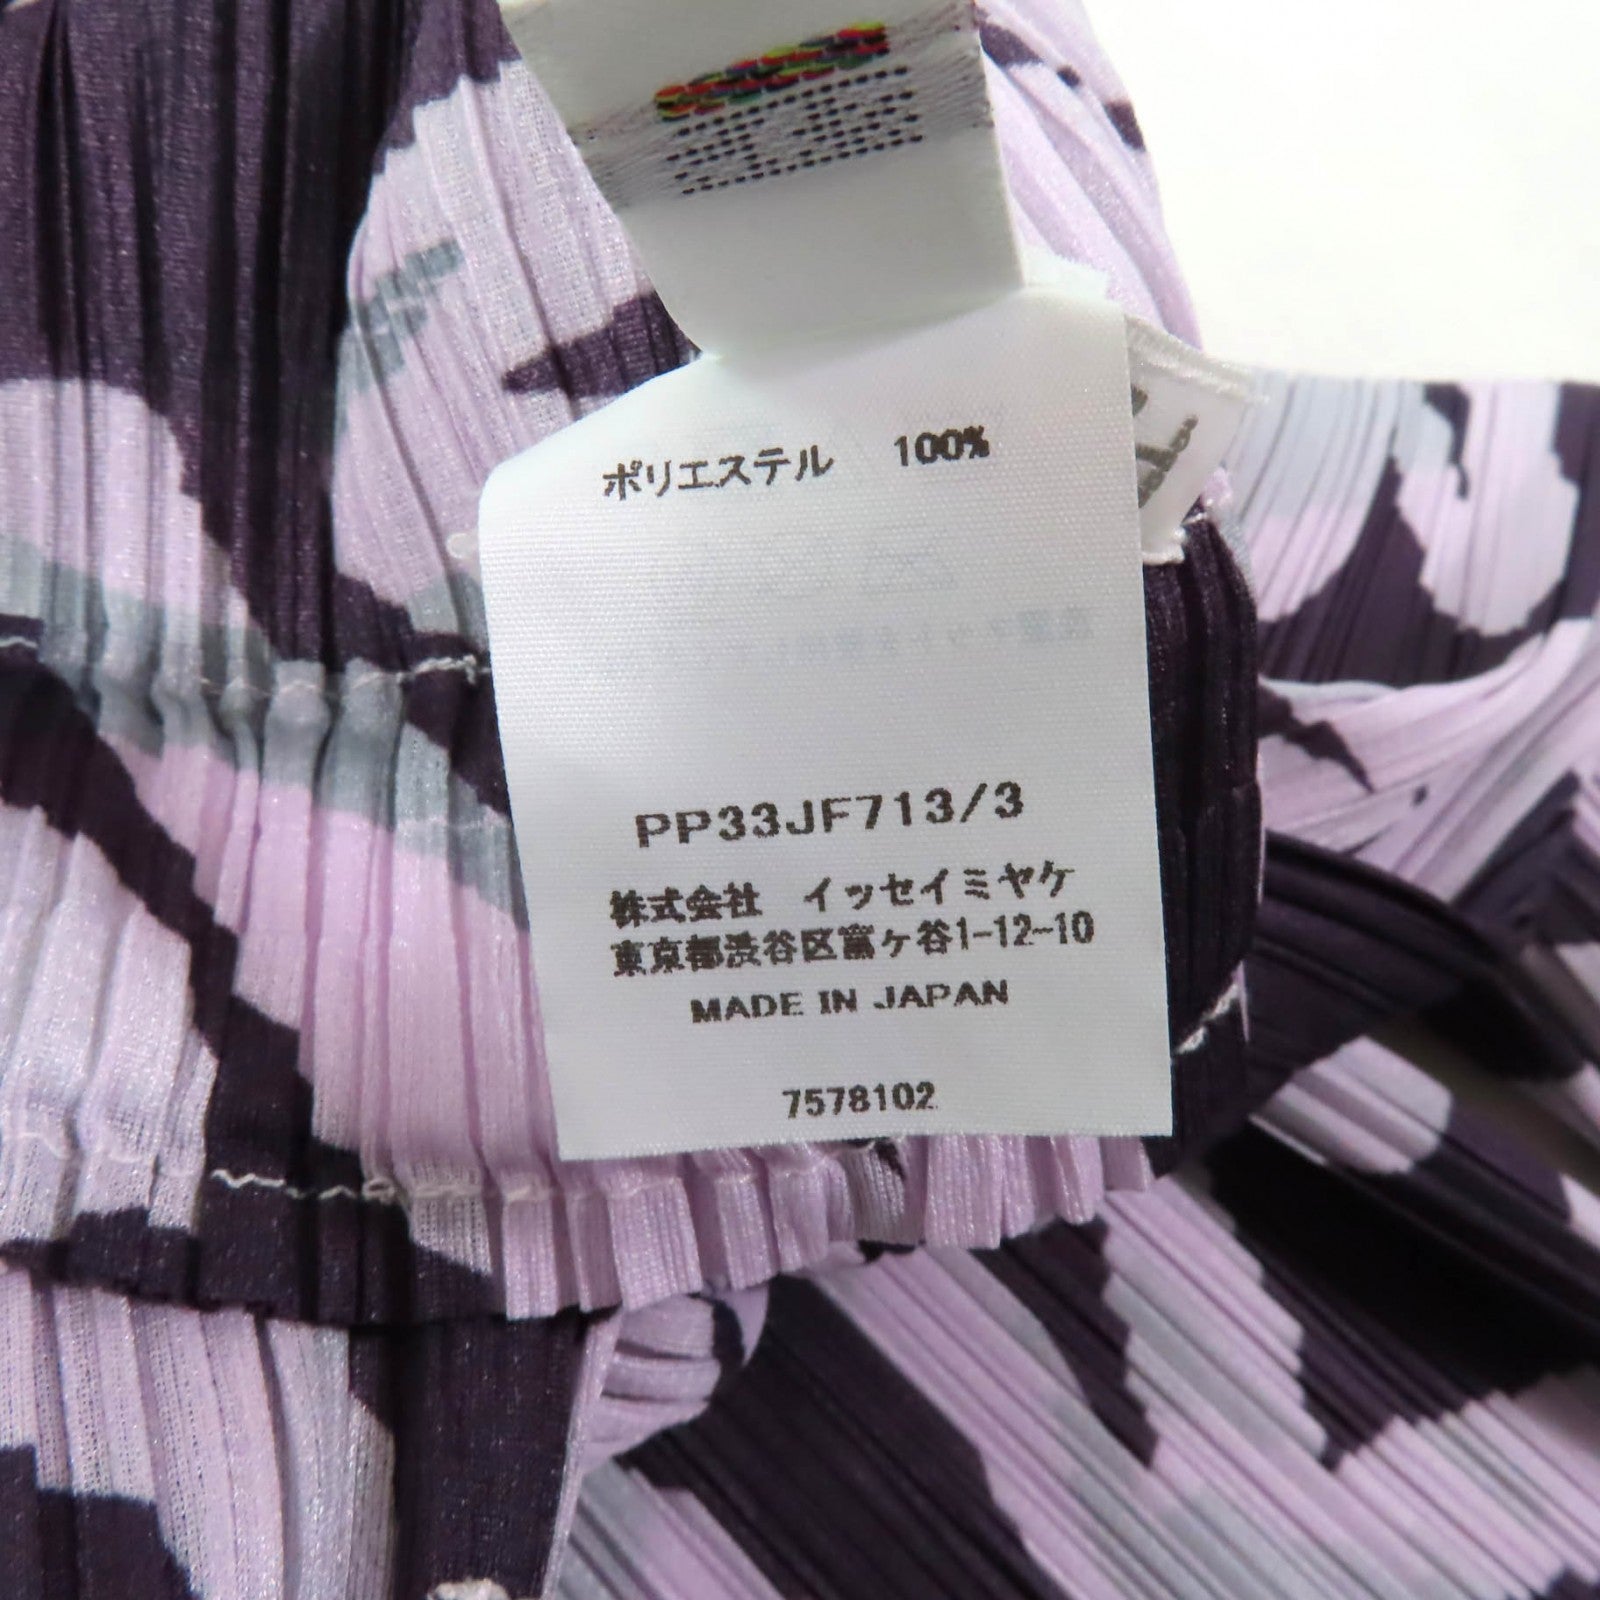 ポリエステル 100%
PP33JF713/3
株式会社 イッセイミヤケ
東京都渋谷区富ヶ谷1-12-10
MADE IN JAPAN
7578102